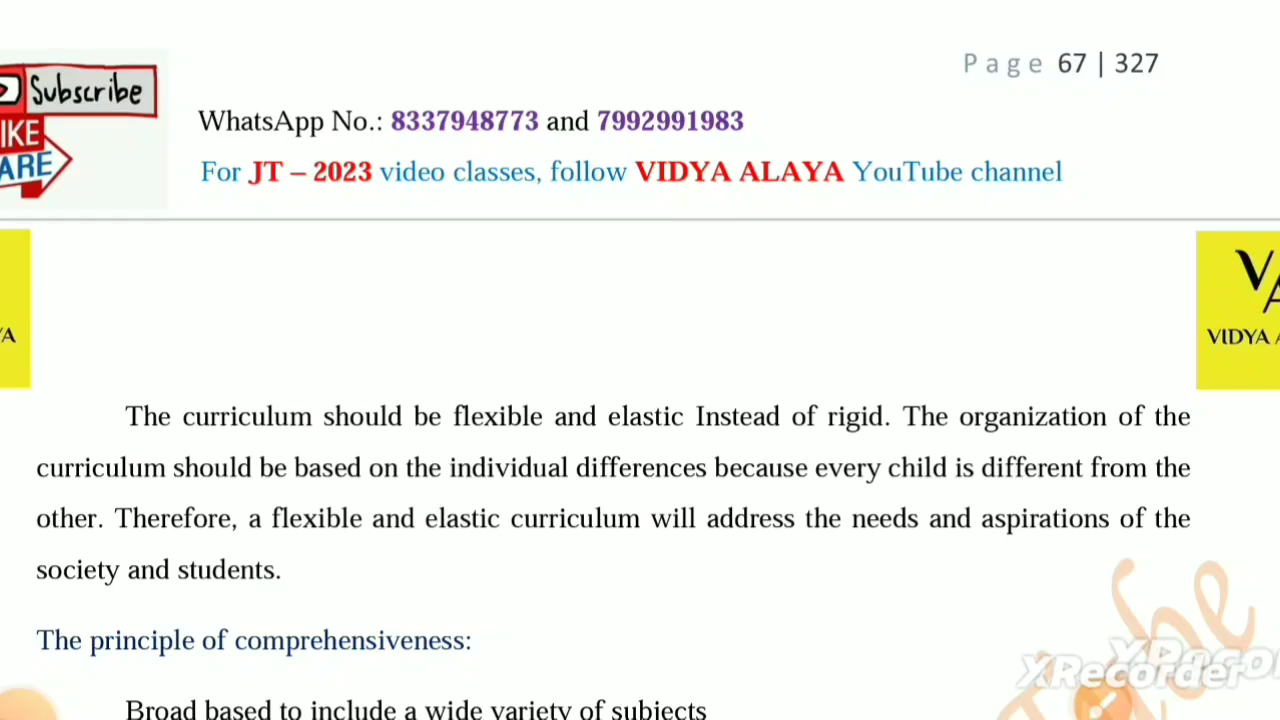 Page 67 | 327
Subscribe
IKE
ARE
WhatsApp No.: 8337948773 and 7992991983
For JT – 2023 video classes, follow VIDYA ALAYA YouTube channel
VA
YA
VIDYA A
The curriculum should be flexible and elastic Instead of rigid. The organization of the
curriculum should be based on the individual differences because every child is different from the
other. Therefore, a flexible and elastic curriculum will address the needs and aspirations of the
society and students.
The principle of comprehensiveness:
Broad based to include a wide variety of subjects
The
XRecorder